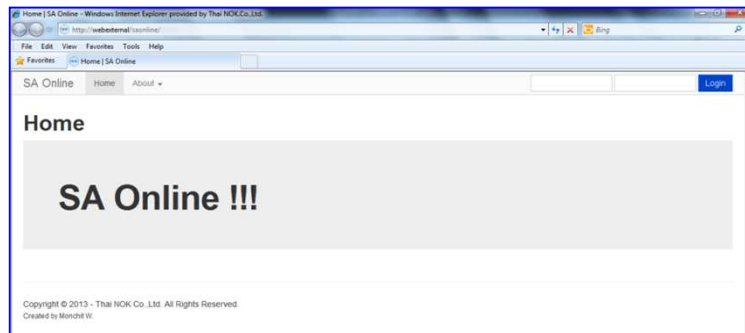 Home | SA Online - Windows Internet Explorer provided by Thai NOK.Co.,Ltd.
http://webexternal/saonline/
Bing
File Edit View Favorites Tools Help
Favorites Home | SA Online
SA Online Home About Login
Home
SA Online !!!
Copyright © 2013 - Thai NOK Co.,Ltd. All Rights Reserved.
Created by Monchit W.